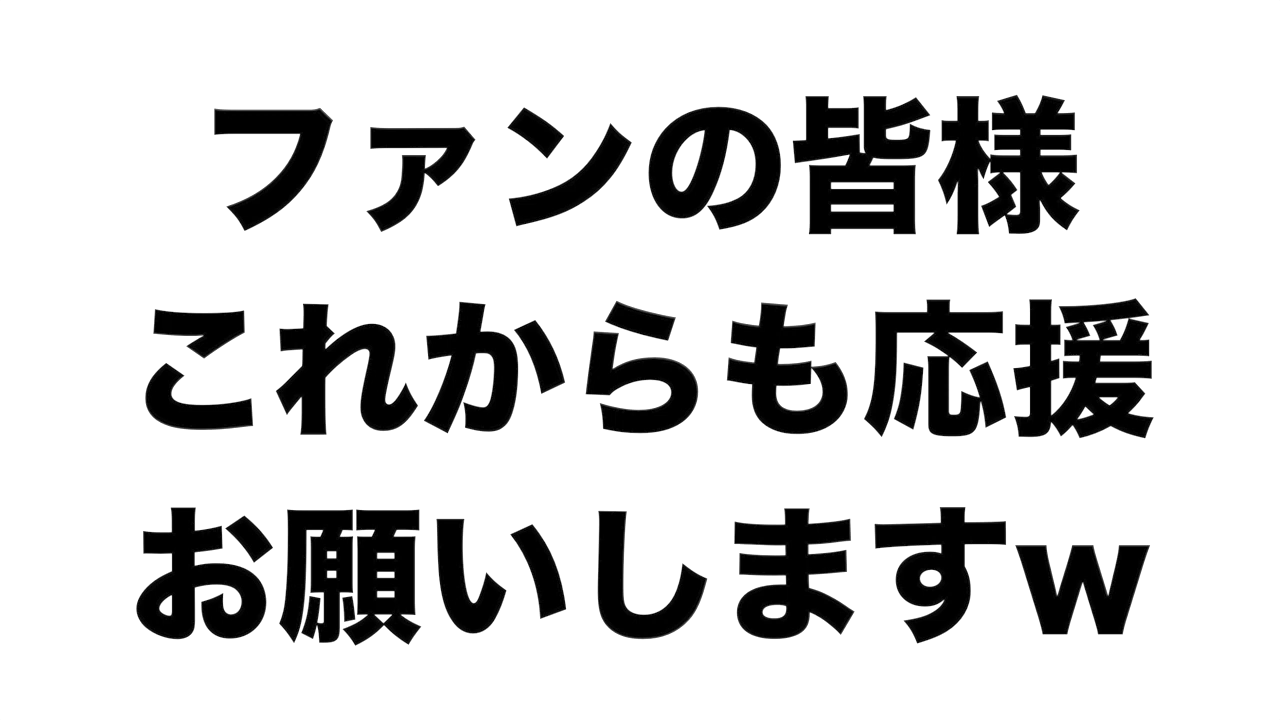 ファンの皆様
これからも応援
お願いしますw